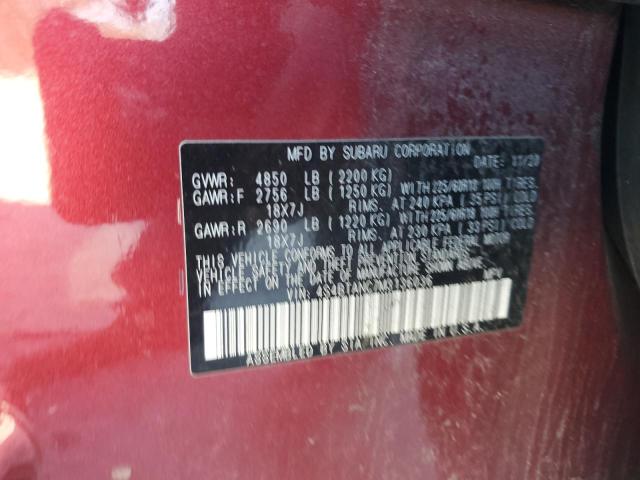 MFD BY SUBARU CORPORATION
DATE: 11/20
GVWR: 4850 LB (2200 KG)
GAWR:F 2756 LB (1250 KG) WITH 225/60R18 100H TIRES,
18X7J RIMS, AT 240 KPA (35 PSI) COLD
GAWR:R 2690 LB (1220 KG) WITH 225/60R18 100H TIRES,
18X7J RIMS, AT 230 KPA (33 PSI) COLD
THIS VEHICLE CONFORMS TO ALL APPLICABLE FEDERAL MOTOR
VEHICLE SAFETY AND BUMPER STANDARDS IN EFFECT ON
THE DATE OF MANUFACTURE SHOWN ABOVE.
VIN: MPV
ASSEMBLED BY SIA INC. MADE IN U.S.A.